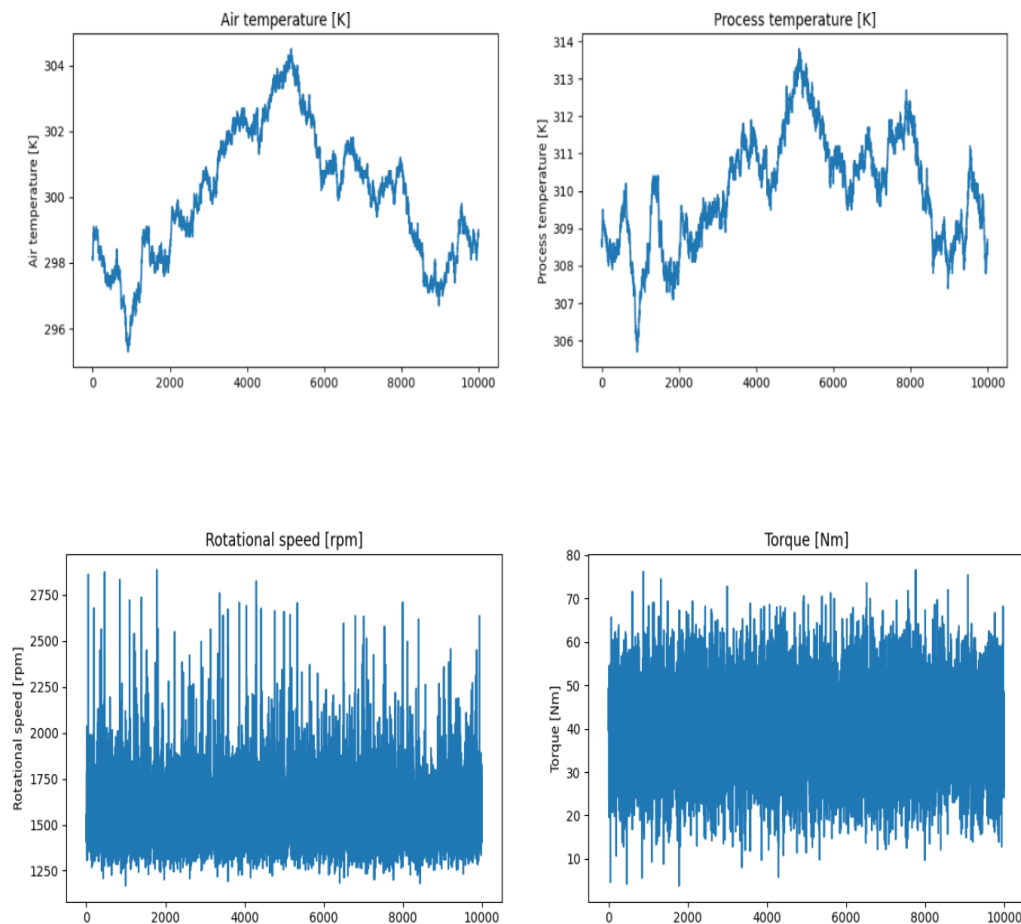 Air temperature [K]
Air temperature [K]
304
302
300
298
296
0 2000 4000 6000 8000 10000
Process temperature [K]
Process temperature [K]
314
313
312
311
310
309
308
307
306
0 2000 4000 6000 8000 10000
Rotational speed [rpm]
Rotational speed [rpm]
2750
2500
2250
2000
1750
1500
1250
0 2000 4000 6000 8000 10000
Torque [Nm]
Torque [Nm]
80
70
60
50
40
30
20
10
0 2000 4000 6000 8000 10000